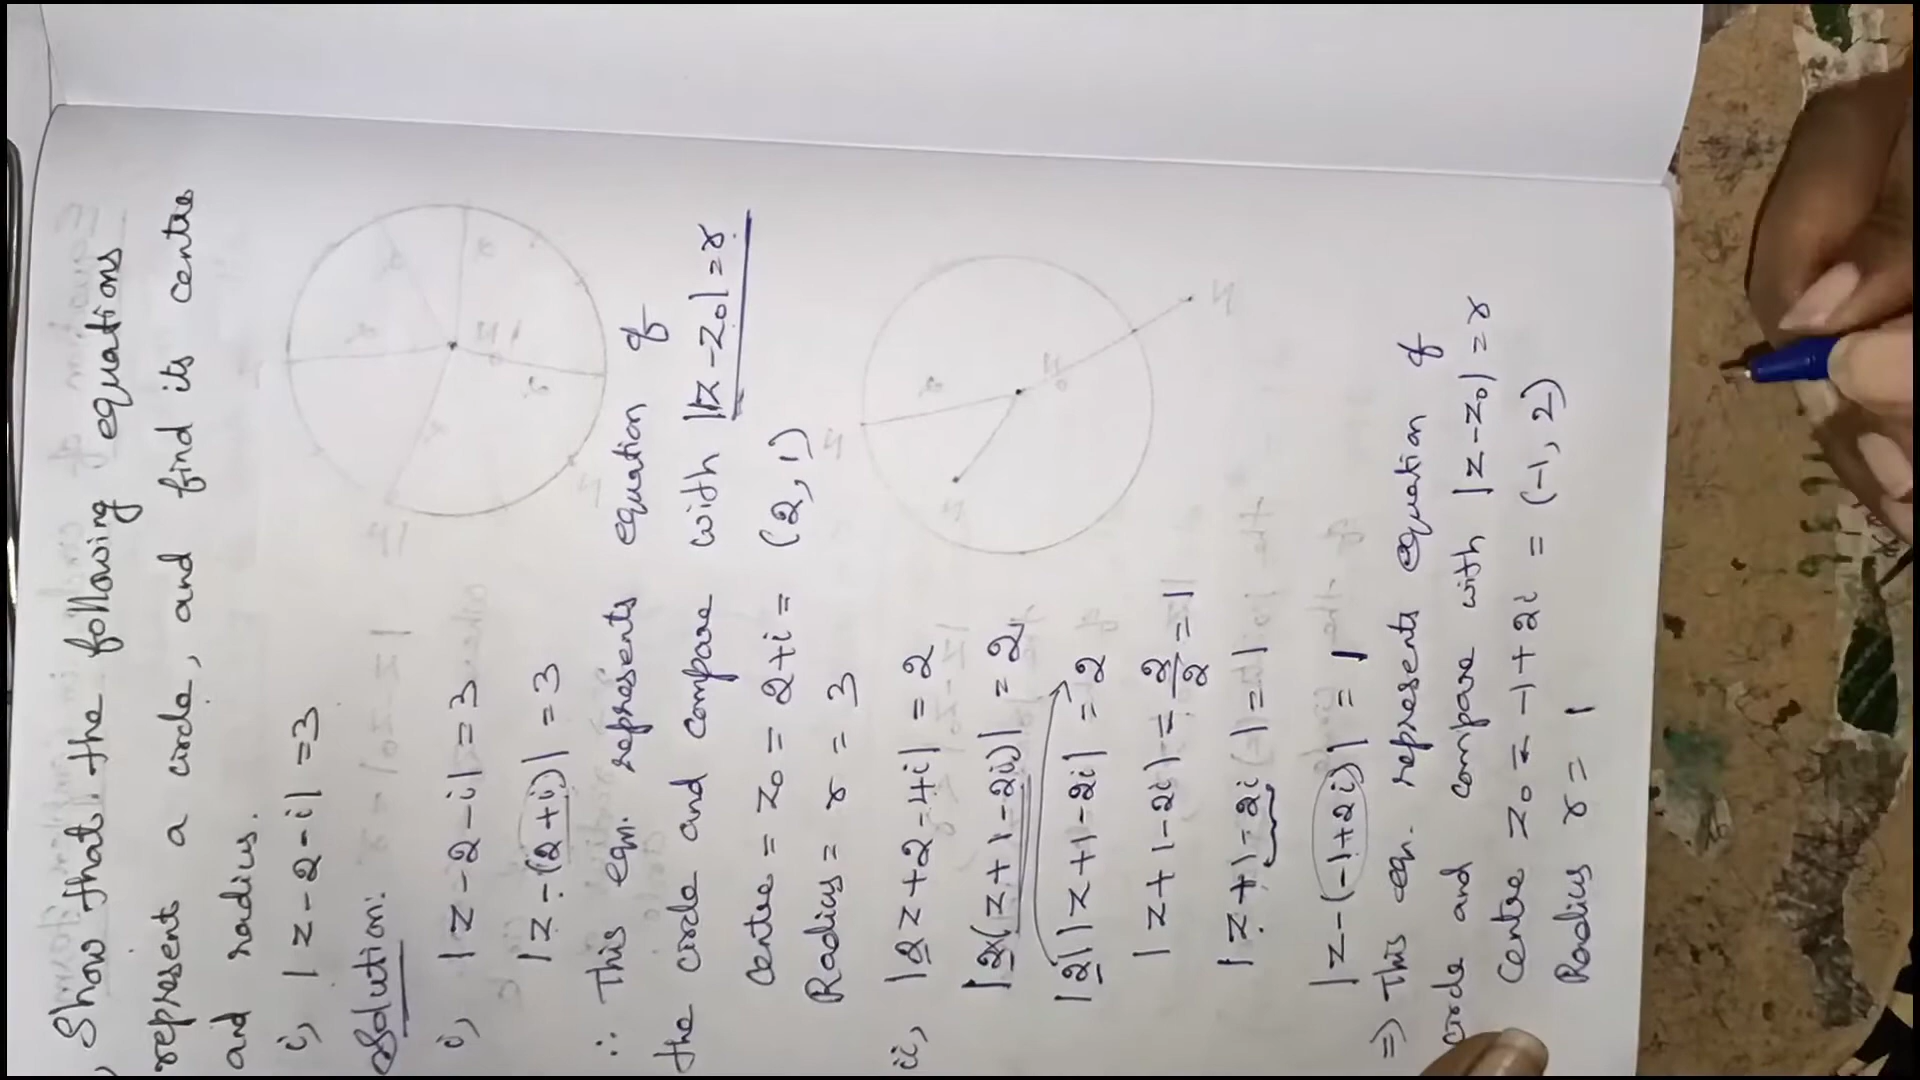 , Show that the following equations
represent a circle, and find its centre
and radius.
i, |z-2-i| =3
Solution:
i, |z-2-i|=3
|z-(2+i)| =3
∴ This eqn. represents equation of
the circle and compare with |z-z₀|=r
Centre = z₀ = 2+i = (2,1)
Radius = r = 3
ii, |2z+2-4i| = 2
|2(z+1-2i)| = 2
|2||z+1-2i| = 2
|z+1-2i| = 2/2 = 1
|z+1-2i| = 1
|z-(-1+2i)| = 1
⇒ This eqn. represents equation of
circle and compare with |z-z₀| = r
Centre z₀ = -1+2i = (-1,2)
Radius r = 1